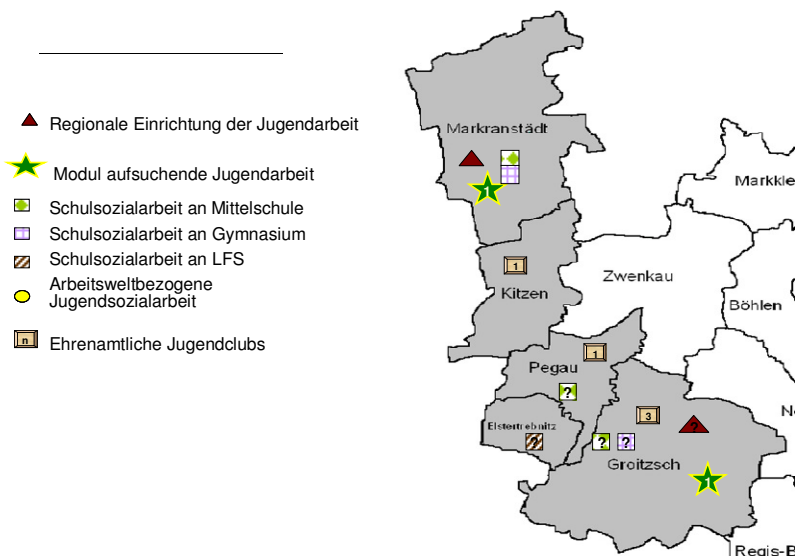 Regionale Einrichtung der Jugendarbeit
1
Modul aufsuchende Jugendarbeit
Schulsozialarbeit an Mittelschule
Schulsozialarbeit an Gymnasium
Schulsozialarbeit an LFS
Arbeitsweltbezogene
Jugendsozialarbeit
n
Ehrenamtliche Jugendclubs
Markranstädt
1
Markkle
1
Kitzen
Zwenkau
Böhlen
1
Pegau
?
3
N
?
Elstertrebnitz
?
?
?
Groitzsch
1
Regis-B